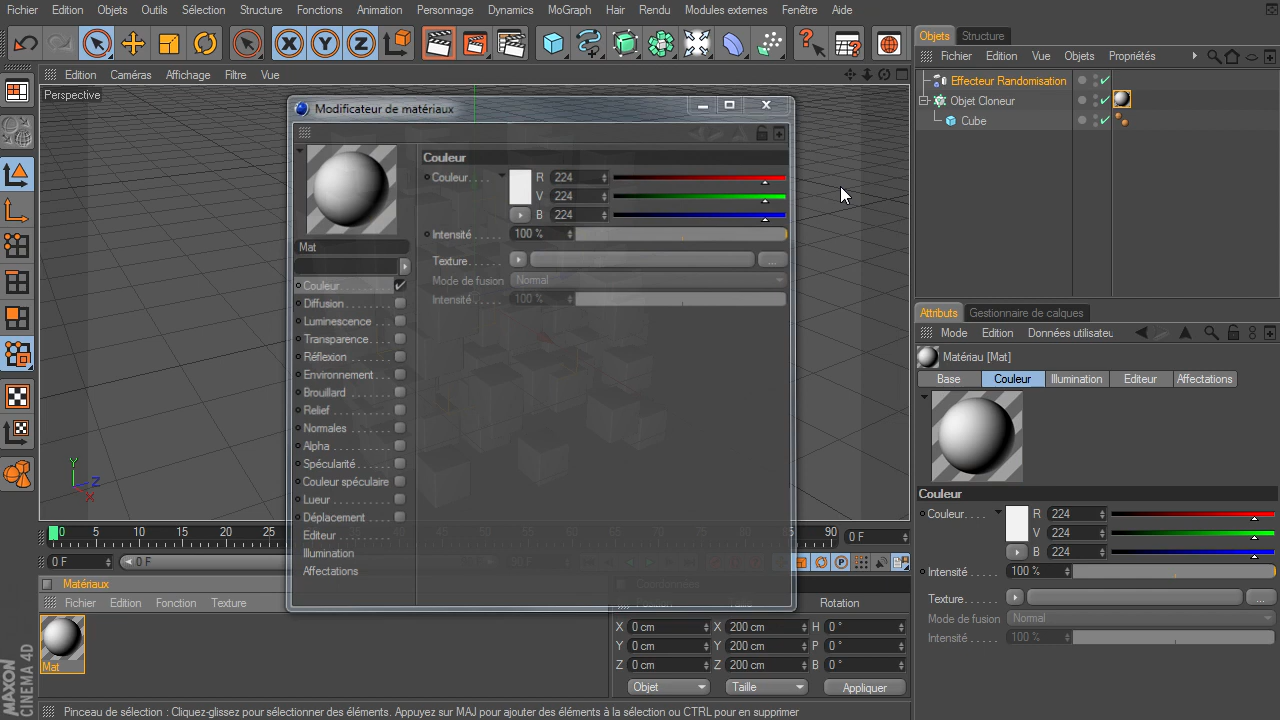 Fichier Edition Objets Outils Sélection Structure Fonctions Animation Personnage Dynamics MoGraph Hair Rendu Modules externes Fenêtre Aide
Objets Structure
Edition Caméras Affichage Filtre Vue
Fichier Edition Vue Objets Propriétés
Perspective
Effecteur Randomisation
Objet Cloneur
Cube
Modificateur de matériaux
Couleur
Couleur
R 224
V 224
B 224
Intensité 100 %
Texture
...
Mode de fusion Normal
Intensité 100 %
Mat
Couleur
Diffusion
Luminescence
Transparence
Réflexion
Environnement
Brouillard
Relief
Normales
Alpha
Spécularité
Couleur spéculaire
Lueur
Déplacement
Editeur
Illumination
Affectations
Y
Z
X
Attributs Gestionnaire de calques
Mode Edition Données utilisateu
Matériau [Mat]
Base Couleur Illumination Editeur Affectations
Couleur
Couleur
R 224
V 224
B 224
Intensité 100 %
Texture
...
Mode de fusion Normal
Intensité 100 %
0 5 10 15 20 25 90 0 F
0 F 0 F
Matériaux
Fichier Edition Fonction Texture
Mat
Coordonnées
Position Taille Rotation
X 0 cm X 200 cm H 0 °
Y 0 cm Y 200 cm P 0 °
Z 0 cm Z 200 cm B 0 °
Objet Taille Appliquer
MAXON
CINEMA 4D
Pinceau de sélection : Cliquez-glissez pour sélectionner des éléments. Appuyez sur MAJ pour ajouter des éléments à la sélection ou CTRL pour en supprimer